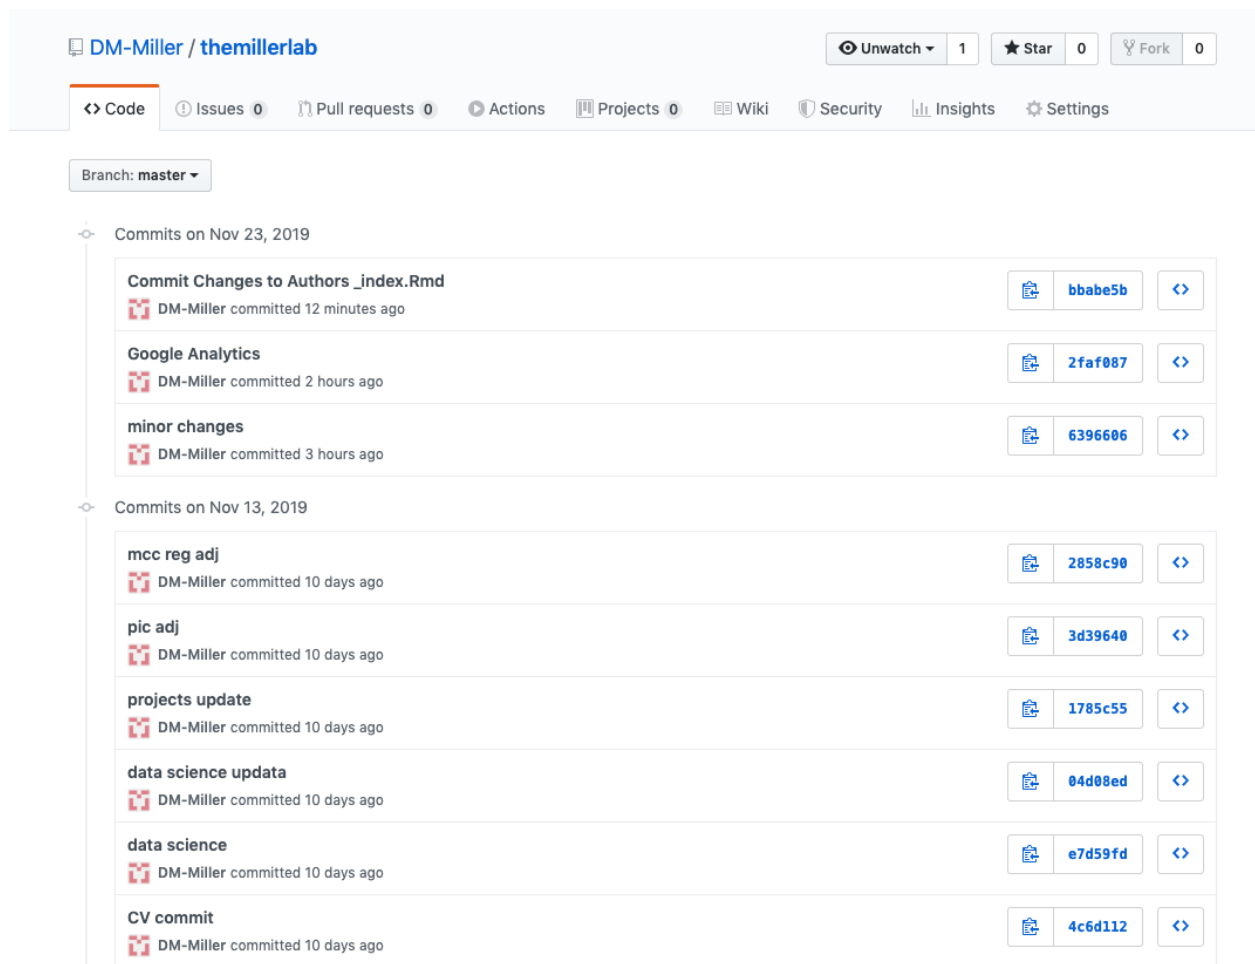 DM-Miller / themillerlab
Unwatch 1 Star 0 Fork 0
Code Issues 0 Pull requests 0 Actions Projects 0 Wiki Security Insights Settings
Branch: master
Commits on Nov 23, 2019
Commit Changes to Authors _index.Rmd
DM-Miller committed 12 minutes ago
bbabe5b
Google Analytics
DM-Miller committed 2 hours ago
2faf087
minor changes
DM-Miller committed 3 hours ago
6396606
Commits on Nov 13, 2019
mcc reg adj
DM-Miller committed 10 days ago
2858c90
pic adj
DM-Miller committed 10 days ago
3d39640
projects update
DM-Miller committed 10 days ago
1785c55
data science updata
DM-Miller committed 10 days ago
04d08ed
data science
DM-Miller committed 10 days ago
e7d59fd
CV commit
DM-Miller committed 10 days ago
4c6d112